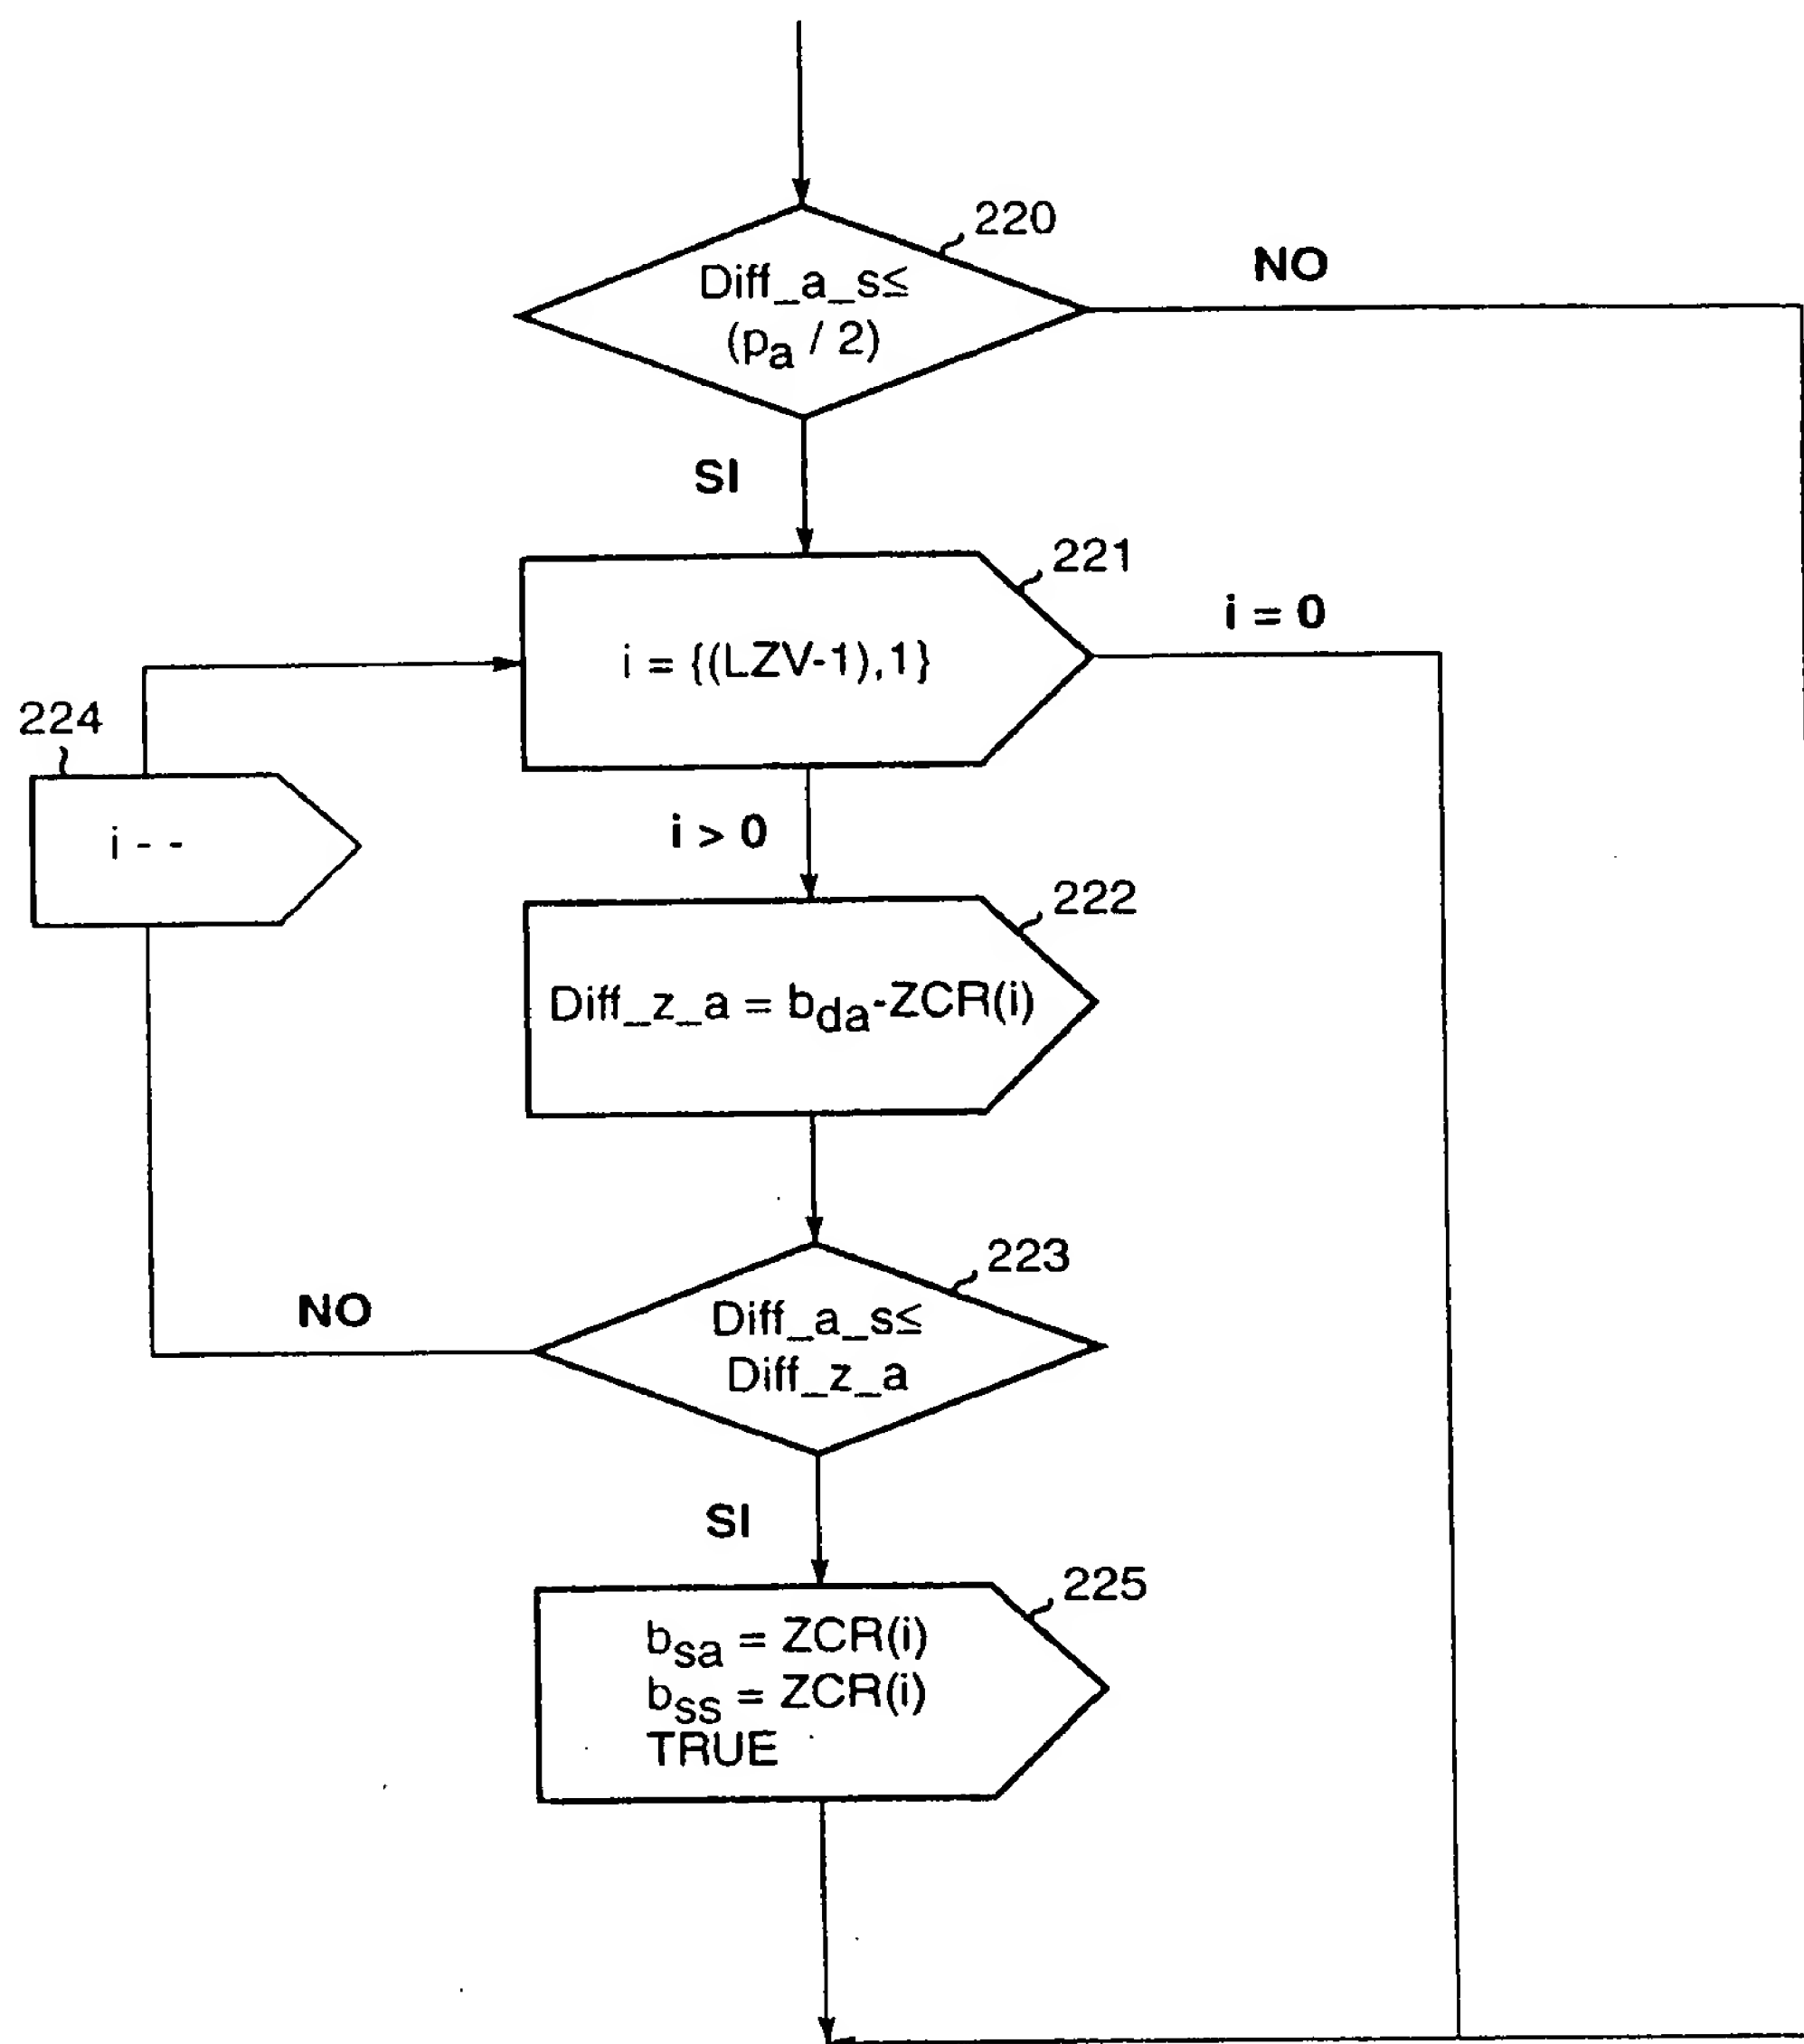 220
NO
Diff_a_s≤
(pa / 2)
SI
221
i = 0
i = {(LZV-1),1}
224
i - -
i > 0
222
Diff_z_a = bda-ZCR(i)
223
NO
Diff_a_s≤
Diff_z_a
SI
225
bsa = ZCR(i)
bss = ZCR(i)
TRUE